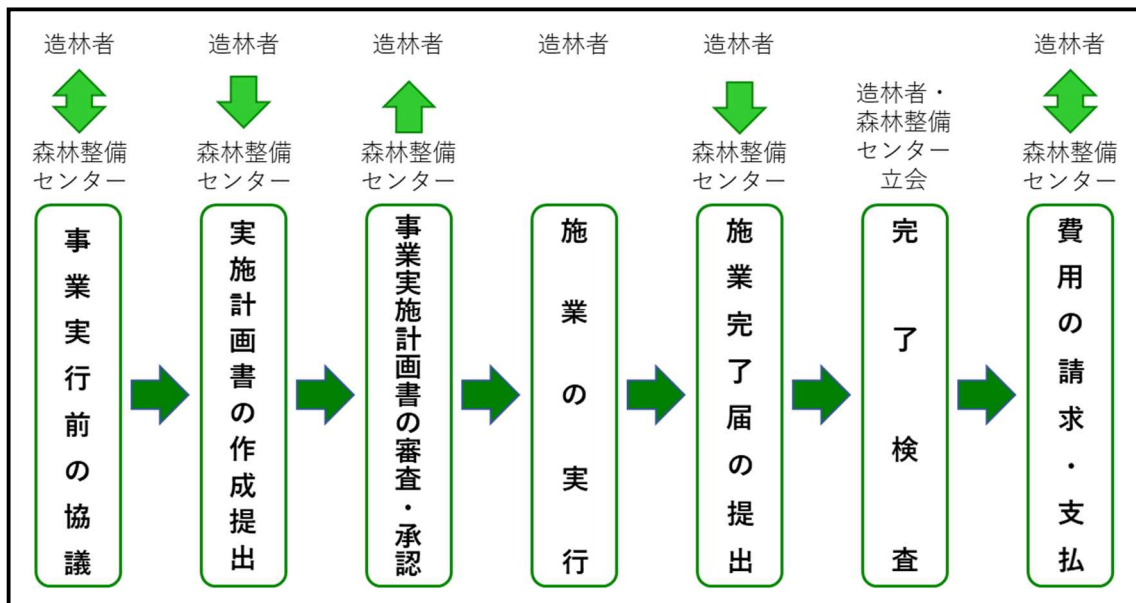 造林者
森林整備
センター
事業実行前の協議
造林者
森林整備
センター
実施計画書の作成提出
造林者
森林整備
センター
事業実施計画書の審査・承認
造林者
施業の実行
造林者
森林整備
センター
施業完了届の提出
造林者・
森林整備
センター
立会
完了検査
造林者
森林整備
センター
費用の請求・支払